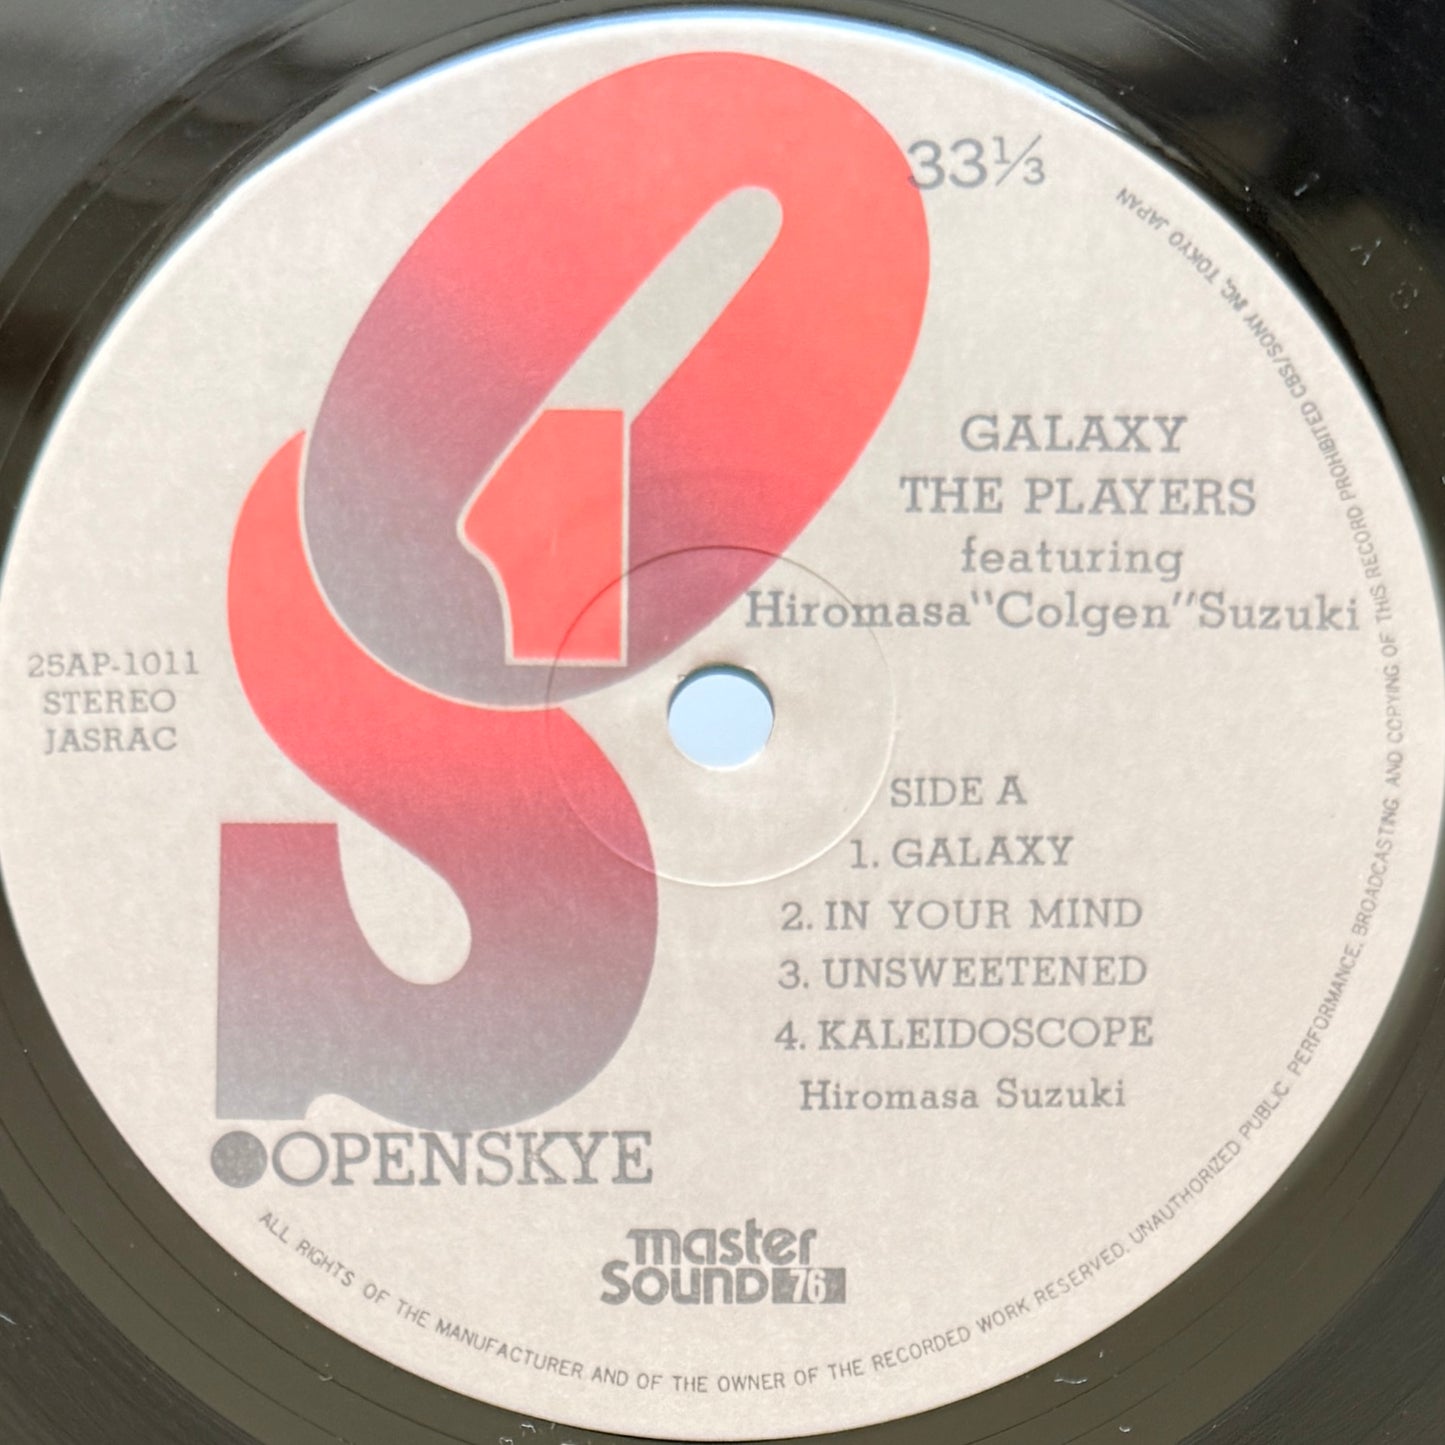 33⅓
GALAXY
THE PLAYERS
featuring
Hiromasa"Colgen"Suzuki
25AP-1011
STEREO
JASRAC
SIDE A
1. GALAXY
2. IN YOUR MIND
3. UNSWEETENED
4. KALEIDOSCOPE
Hiromasa Suzuki
OPENSKYE
master
SOUND 76
ALL RIGHTS OF THE MANUFACTURER AND OF THE OWNER OF THE RECORDED WORK RESERVED. UNAUTHORIZED PUBLIC PERFORMANCE, BROADCASTING AND COPYING OF THIS RECORD PROHIBITED CBS/SONY INC, TOKYO JAPAN